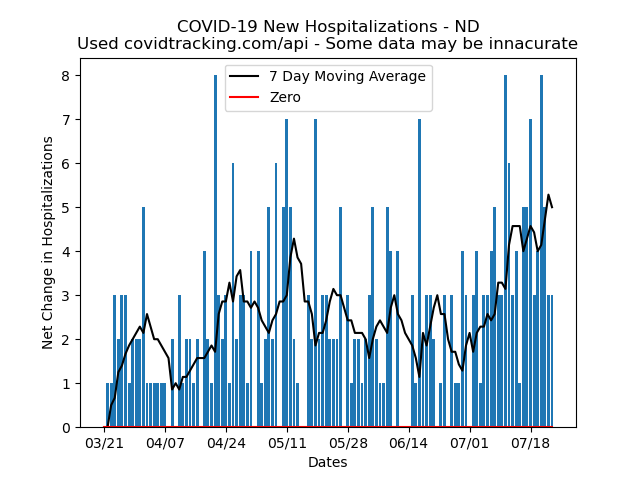 COVID-19 New Hospitalizations - ND
Used covidtracking.com/api - Some data may be innacurate
7 Day Moving Average
Zero
Net Change in Hospitalizations
8
7
6
5
4
3
2
1
0
03/21 04/07 04/24 05/11 05/28 06/14 07/01 07/18
Dates